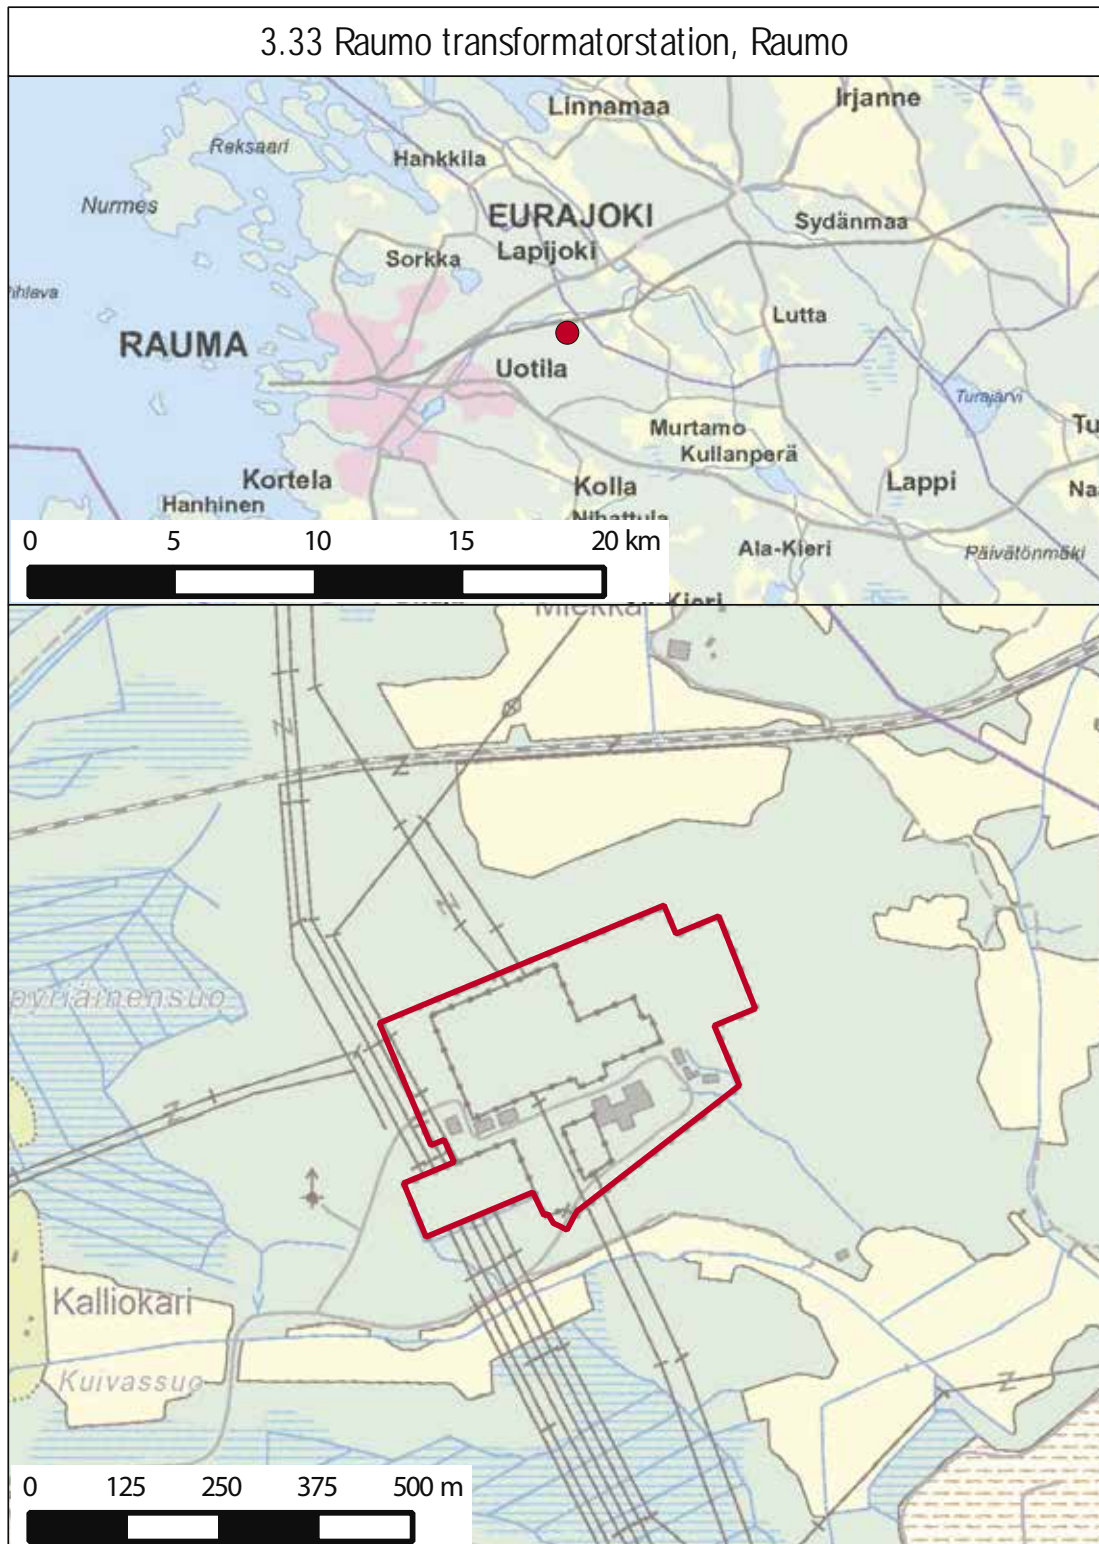 3.33 Raumo transformatorstation, Raumo
Linnamaa
Irjanne
Reksaari
Hankkila
Nurmes
EURAJOKI
Sydänmaa
Lapijoki
Sorkka
Lutta
RAUMA
Uotila
Turajärvi
Murtamo
Kullanperä
Kortela
Kolla
Lappi
Hanhinen
Ala-Kieri
Päivätönmäki
0 5 10 15 20 km
Kalliokari
Kuivassuo
0 125 250 375 500 m